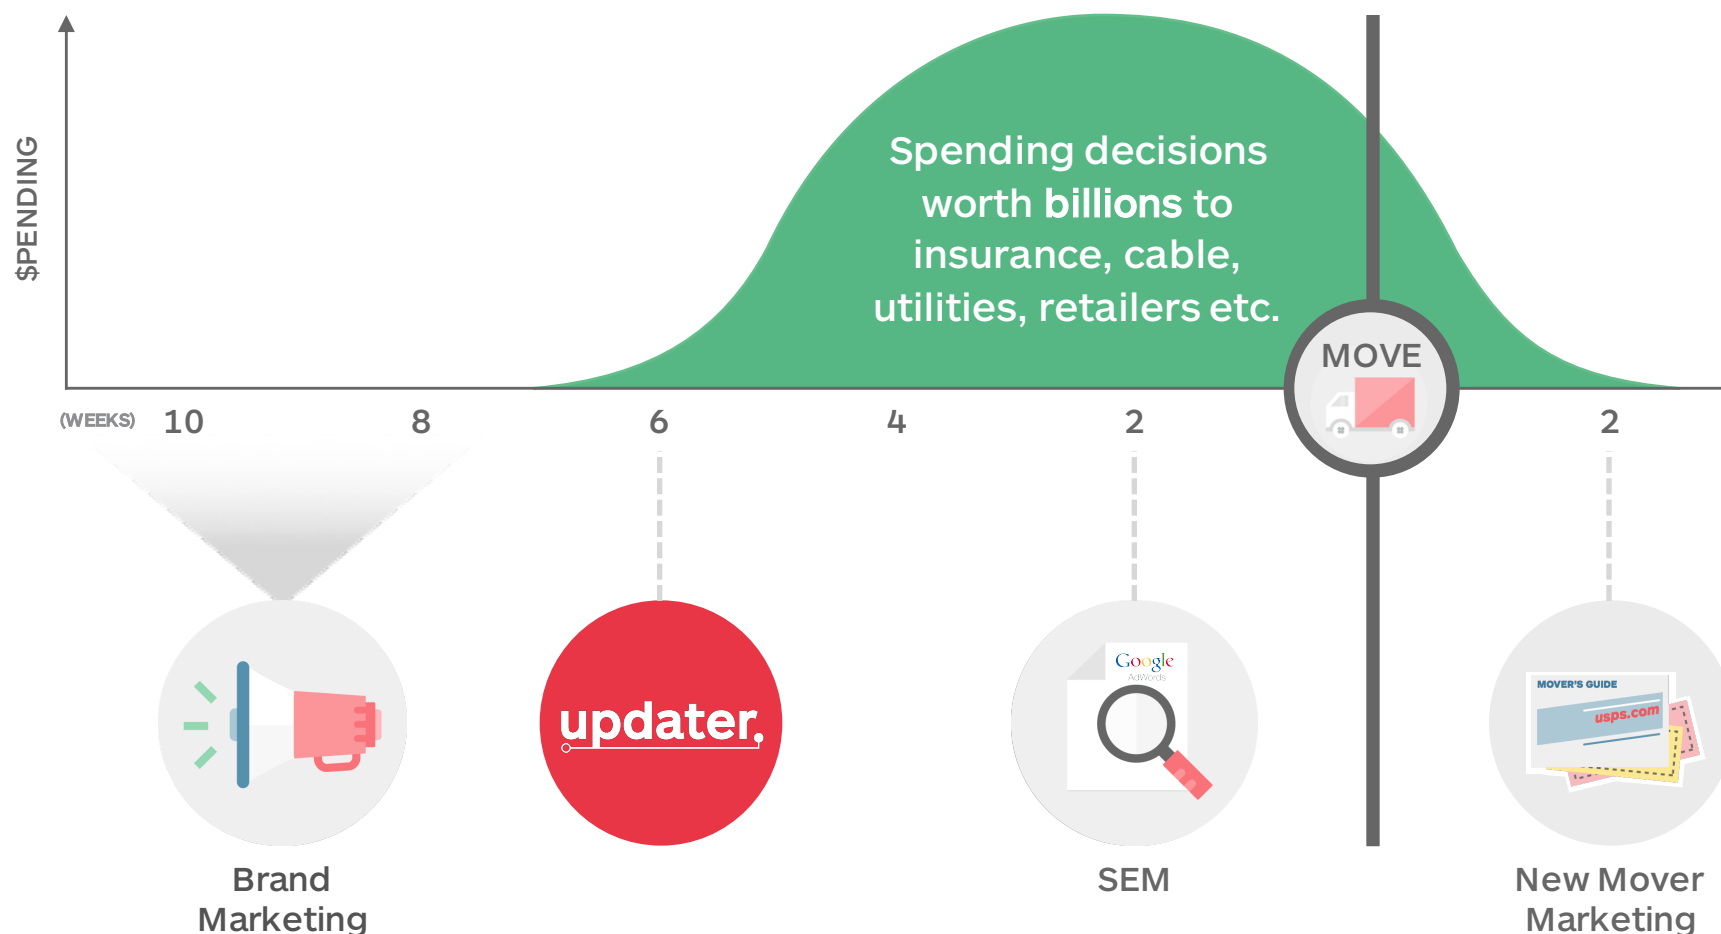 $PENDING
Spending decisions
worth billions to
insurance, cable,
utilities, retailers etc.
MOVE
(WEEKS) 10 8 6 4 2 2
updater.
Google
AdWords
MOVER'S GUIDE
usps.com
Brand
Marketing
SEM
New Mover
Marketing